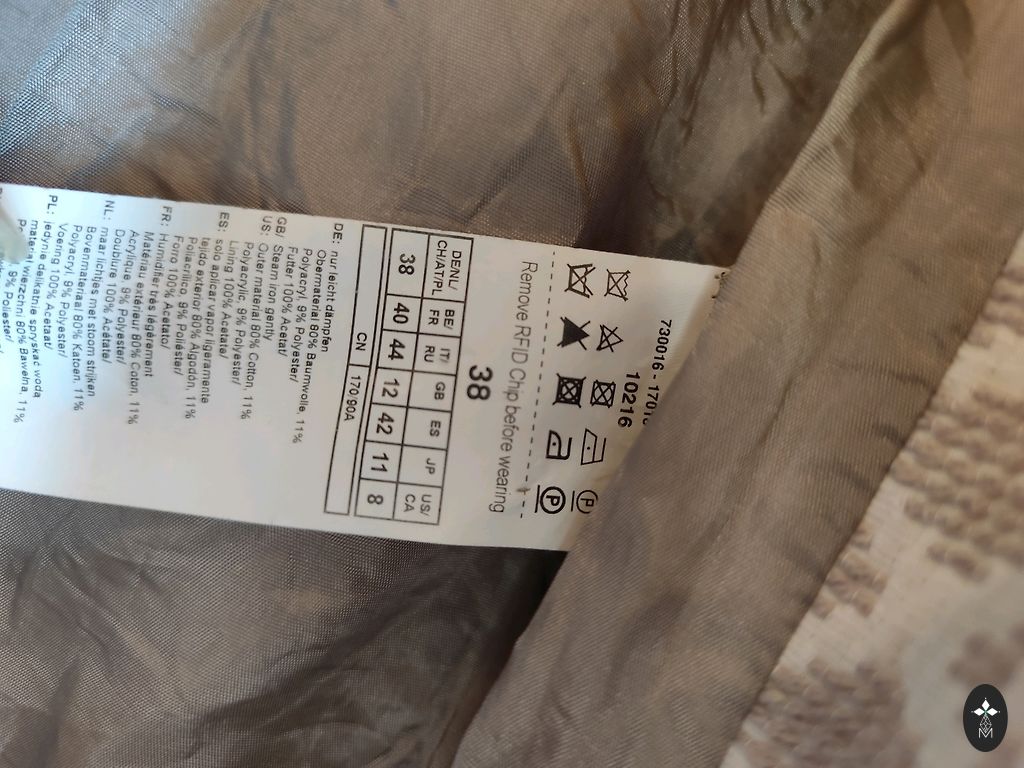 730016 - 1701
10216
P
P
Remove RFID Chip before wearing
38
DE/NL/ CH/AT/PL BE/ FR IT/ RU GB ES JP US/ CA
38 40 44 12 42 11 8
CN 170 90A
DE: nur leicht dämpfen
Obermaterial 80% Baumwolle, 11%
Polyacryl, 9% Polyester/
Futter 100% Acetat/
GB/
US: Steam iron gently
Outer material 80% Cotton, 11%
Polyacrylic, 9% Polyester/
Lining 100% Acetate/
ES: solo aplicar vapor ligeramente
tejido exterior 80% Algodón, 11%
Poliacrílico, 9% Poliéster/
Forro 100% Acetato/
FR: Humidifier très légèrement
Matériau extérieur 80% Coton, 11%
Acrylique, 9% Polyester/
Doublure 100% Acétate/
NL: maar lichtjes met stoom strijken
Bovenmateriaal 80% Katoen, 11%
Polyacryl, 9% Polyester/
Voering 100% Acetaat/
PL: jedynie delikatnie spryskać wodą
materiał wierzchni 80% Bawełna, 11%
9% Poliester/
M